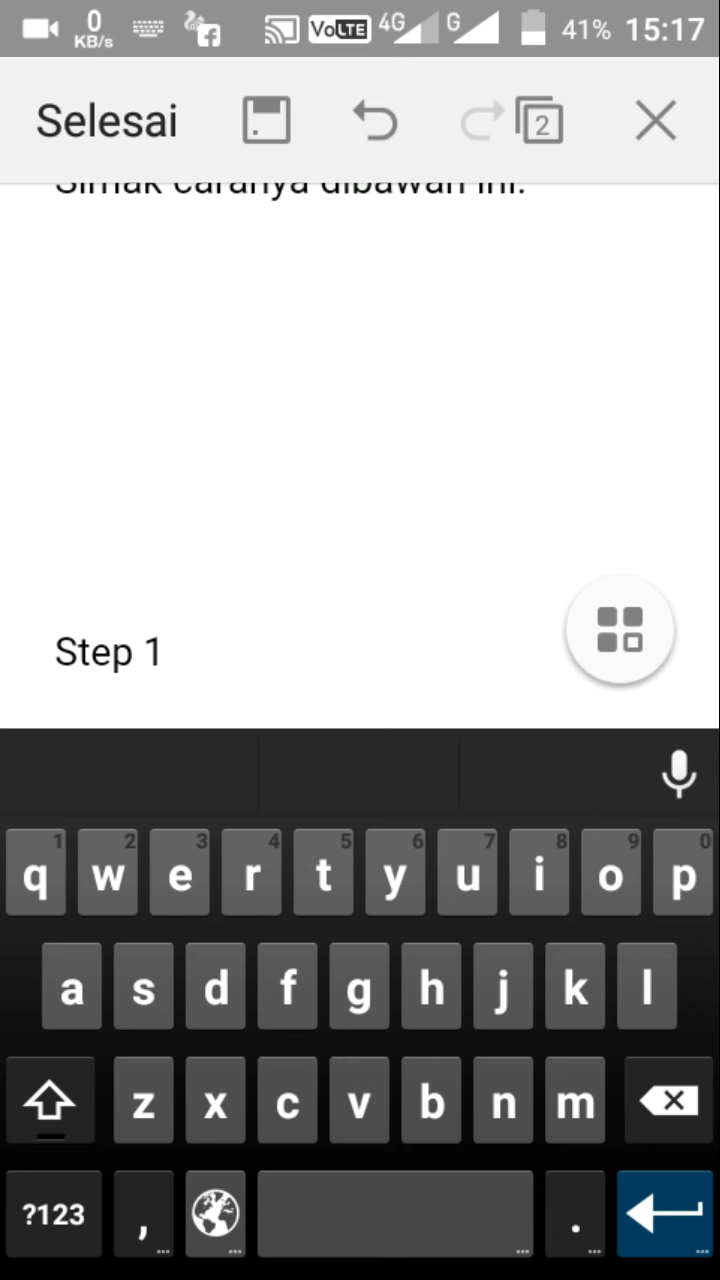 0 KB/s VoLTE 4G G 41% 15:17
Selesai 2
Simak caranya dibawah ini.
Step 1
1 2 3 4 5 6 7 8 9 0
q w e r t y u i o p
a s d f g h j k l
z x c v b n m
?123 , ... ... ... . ... ...